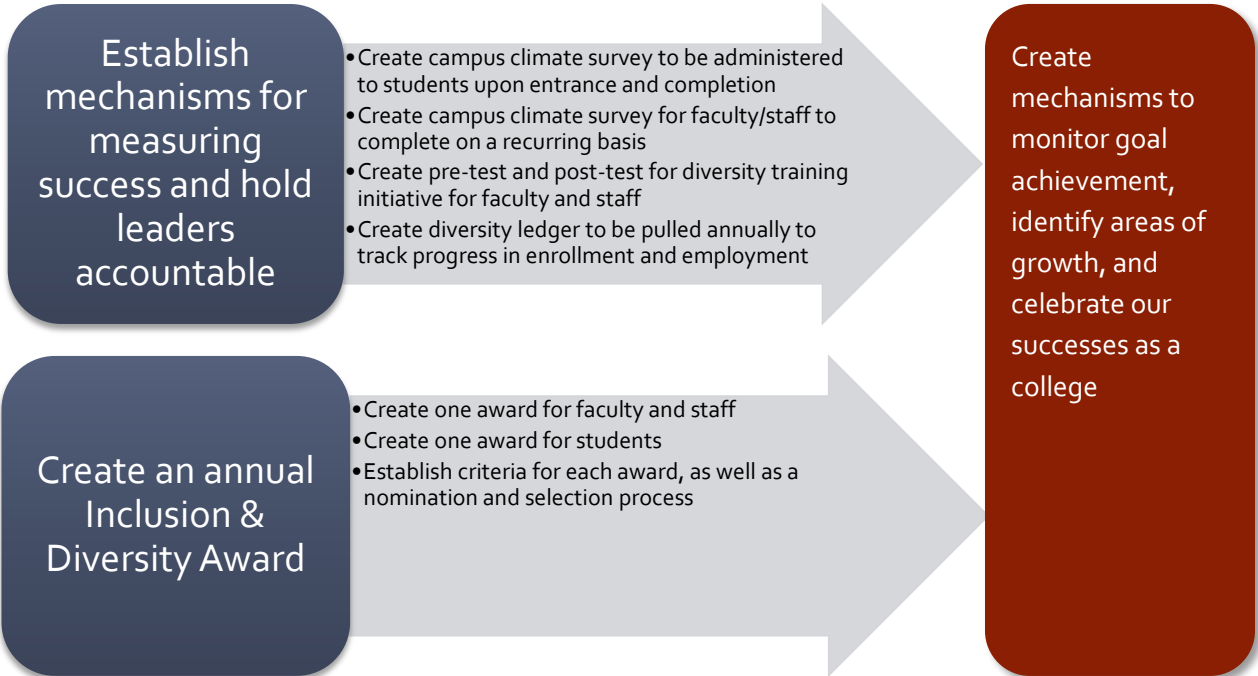 Establish
mechanisms for
measuring
success and hold
leaders
accountable
•Create campus climate survey to be administered
to students upon entrance and completion
•Create campus climate survey for faculty/staff to
complete on a recurring basis
•Create pre-test and post-test for diversity training
initiative for faculty and staff
•Create diversity ledger to be pulled annually to
track progress in enrollment and employment
Create an annual
Inclusion &
Diversity Award
•Create one award for faculty and staff
•Create one award for students
•Establish criteria for each award, as well as a
nomination and selection process
Create
mechanisms to
monitor goal
achievement,
identify areas of
growth, and
celebrate our
successes as a
college